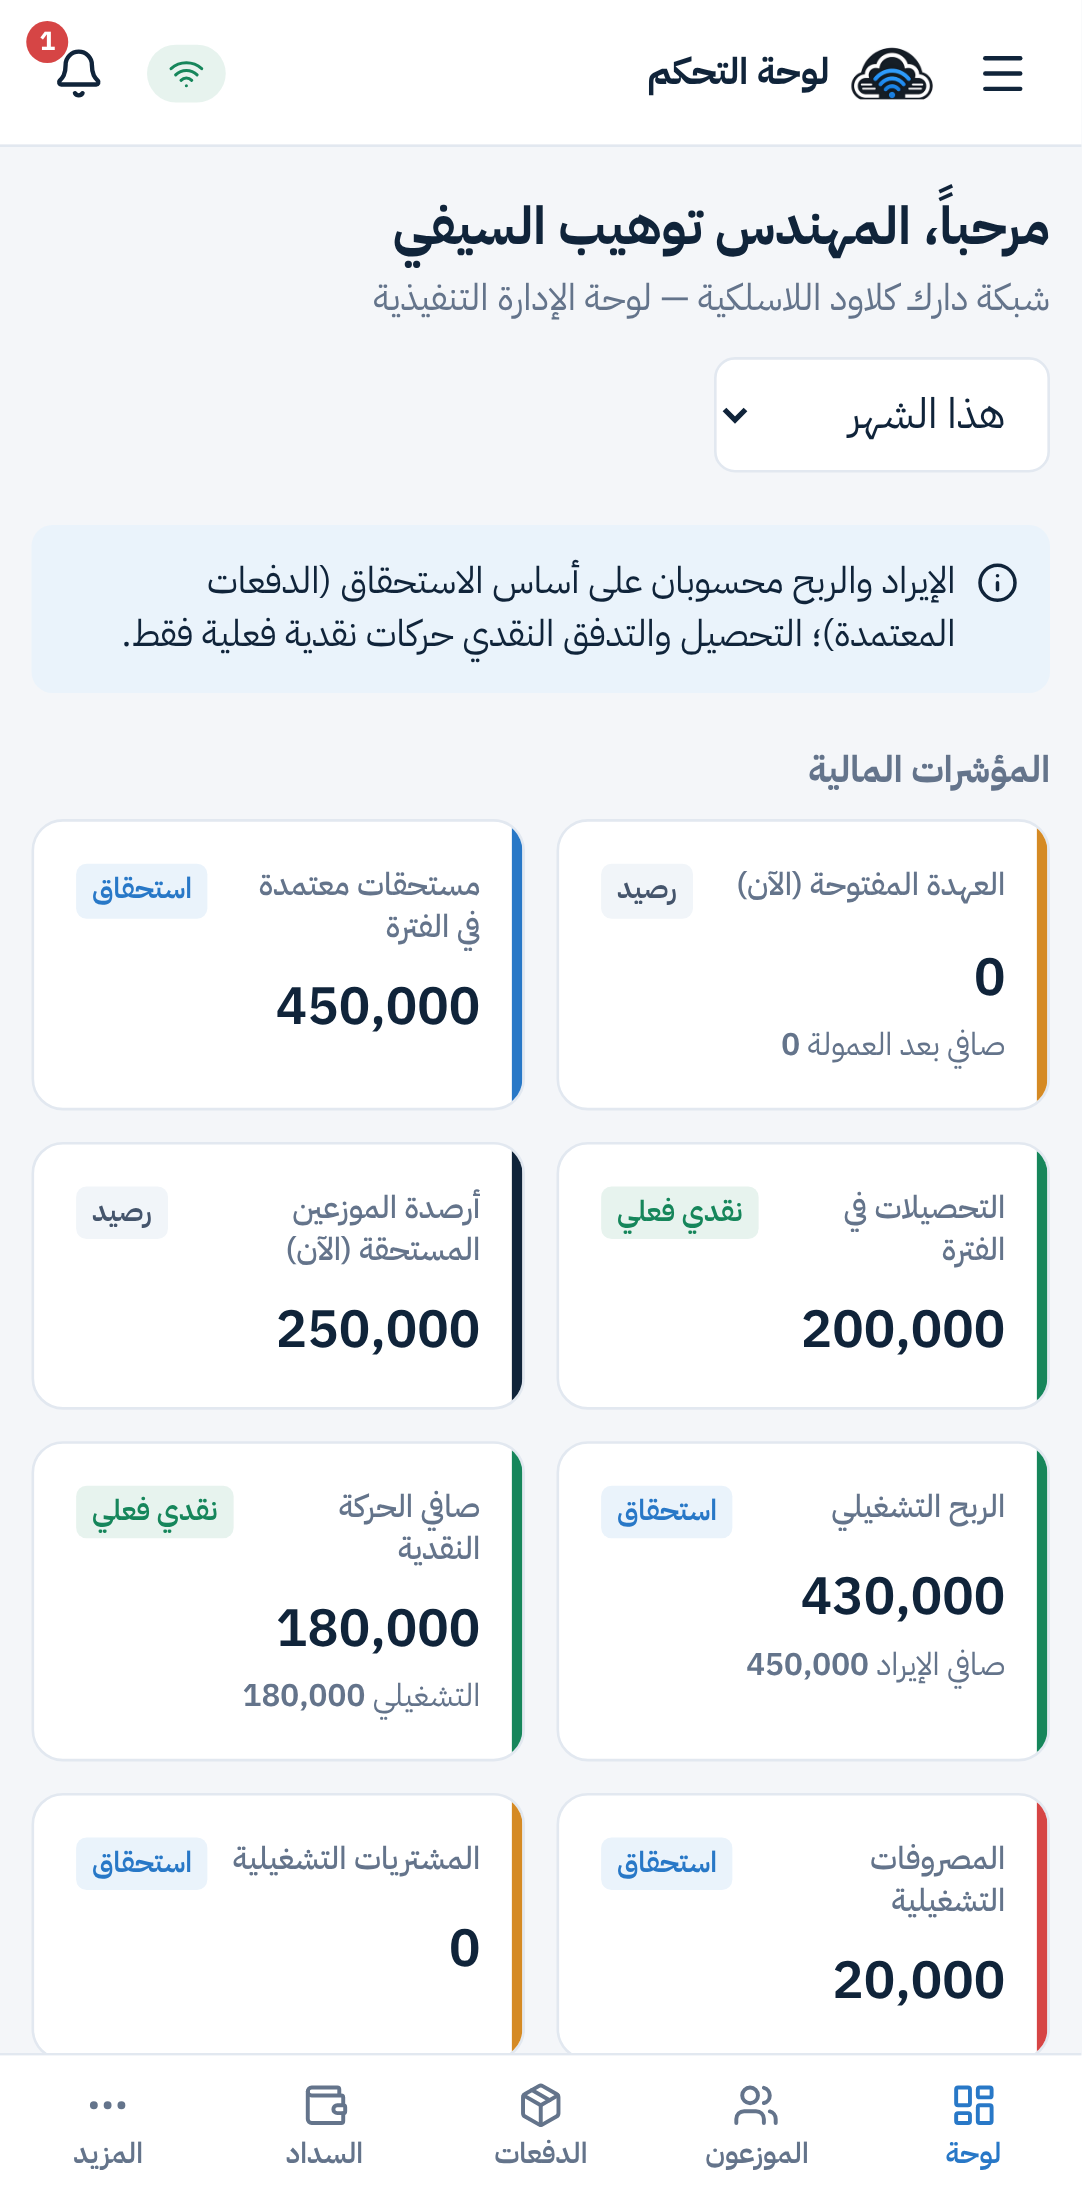 لوحة التحكم
1
مرحباً، المهندس توهيب السيفي
شبكة دارك كلاود اللاسلكية — لوحة الإدارة التنفيذية
هذا الشهر
الإيراد والربح محسوبان على أساس الاستحقاق (الدفعات
المعتمدة)؛ التحصيل والتدفق النقدي حركات نقدية فعلية فقط.
المؤشرات المالية
العهدة المفتوحة (الآن)
رصيد
0
صافي بعد العمولة 0
مستحقات معتمدة
في الفترة
استحقاق
450,000
التحصيلات في
الفترة
نقدي فعلي
200,000
أرصدة الموزعين
المستحقة (الآن)
رصيد
250,000
الربح التشغيلي
استحقاق
430,000
صافي الإيراد 450,000
صافي الحركة
النقدية
نقدي فعلي
180,000
التشغيلي 180,000
المصروفات
التشغيلية
استحقاق
20,000
المشتريات التشغيلية
استحقاق
0
لوحة
الموزعون
الدفعات
السداد
المزيد